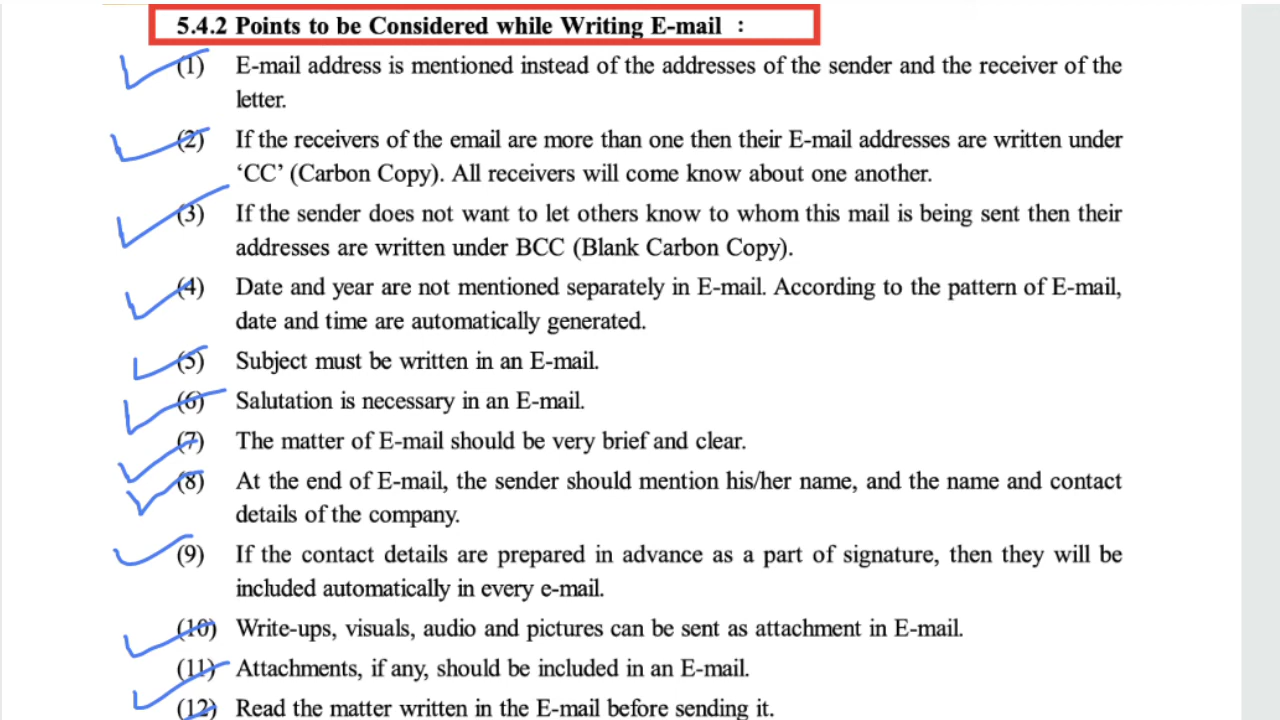 5.4.2 Points to be Considered while Writing E-mail :
(1) E-mail address is mentioned instead of the addresses of the sender and the receiver of the
letter.
(2) If the receivers of the email are more than one then their E-mail addresses are written under
‘CC’ (Carbon Copy). All receivers will come know about one another.
(3) If the sender does not want to let others know to whom this mail is being sent then their
addresses are written under BCC (Blank Carbon Copy).
(4) Date and year are not mentioned separately in E-mail. According to the pattern of E-mail,
date and time are automatically generated.
(5) Subject must be written in an E-mail.
(6) Salutation is necessary in an E-mail.
(7) The matter of E-mail should be very brief and clear.
(8) At the end of E-mail, the sender should mention his/her name, and the name and contact
details of the company.
(9) If the contact details are prepared in advance as a part of signature, then they will be
included automatically in every e-mail.
(10) Write-ups, visuals, audio and pictures can be sent as attachment in E-mail.
(11) Attachments, if any, should be included in an E-mail.
(12) Read the matter written in the E-mail before sending it.